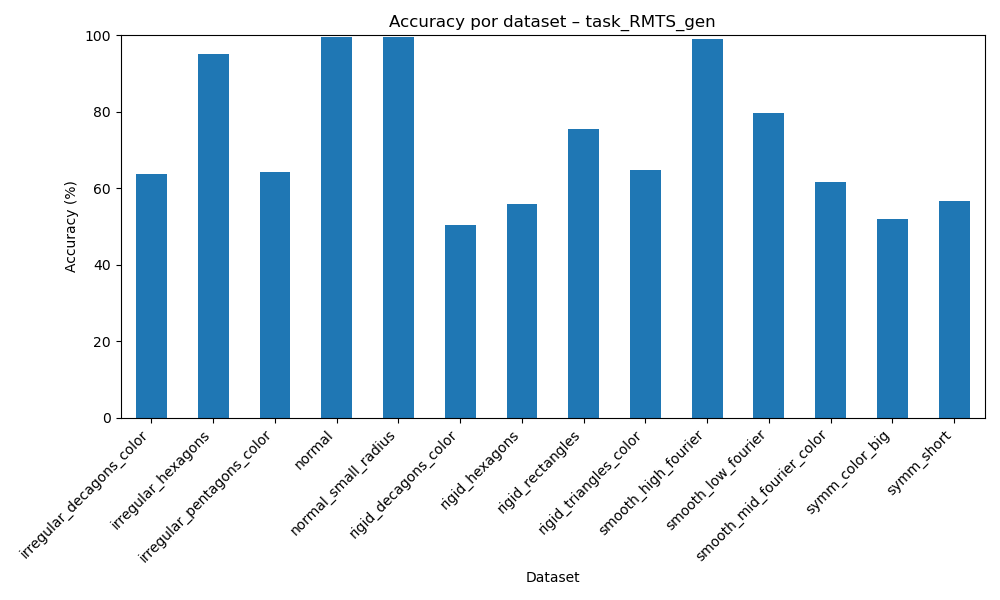 Accuracy por dataset – task_RMTS_gen
Accuracy (%)
100
80
60
40
20
0
irregular_decagons_color
irregular_hexagons
irregular_pentagons_color
normal
normal_small_radius
rigid_decagons_color
rigid_hexagons
rigid_rectangles
rigid_triangles_color
smooth_high_fourier
smooth_low_fourier
smooth_mid_fourier_color
symm_color_big
symm_short
Dataset